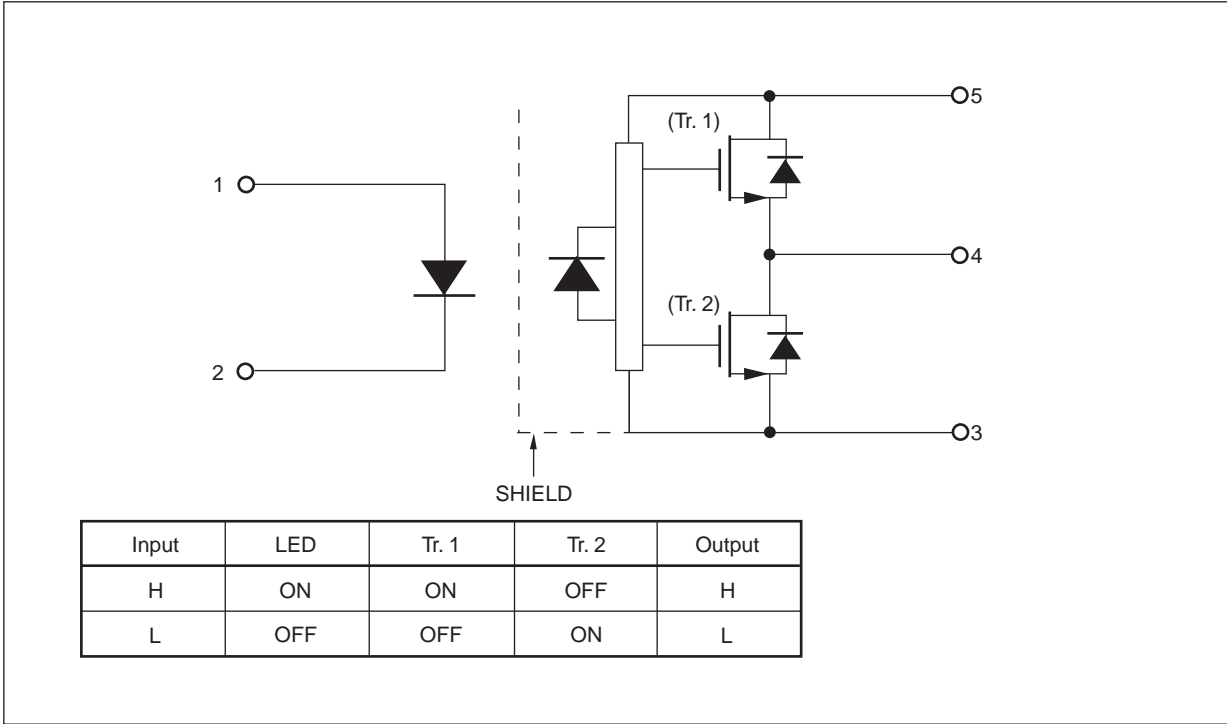 5
(Tr. 1)
1
4
(Tr. 2)
2
3
SHIELD
Input LED Tr. 1 Tr. 2 Output
H ON ON OFF H
L OFF OFF ON L